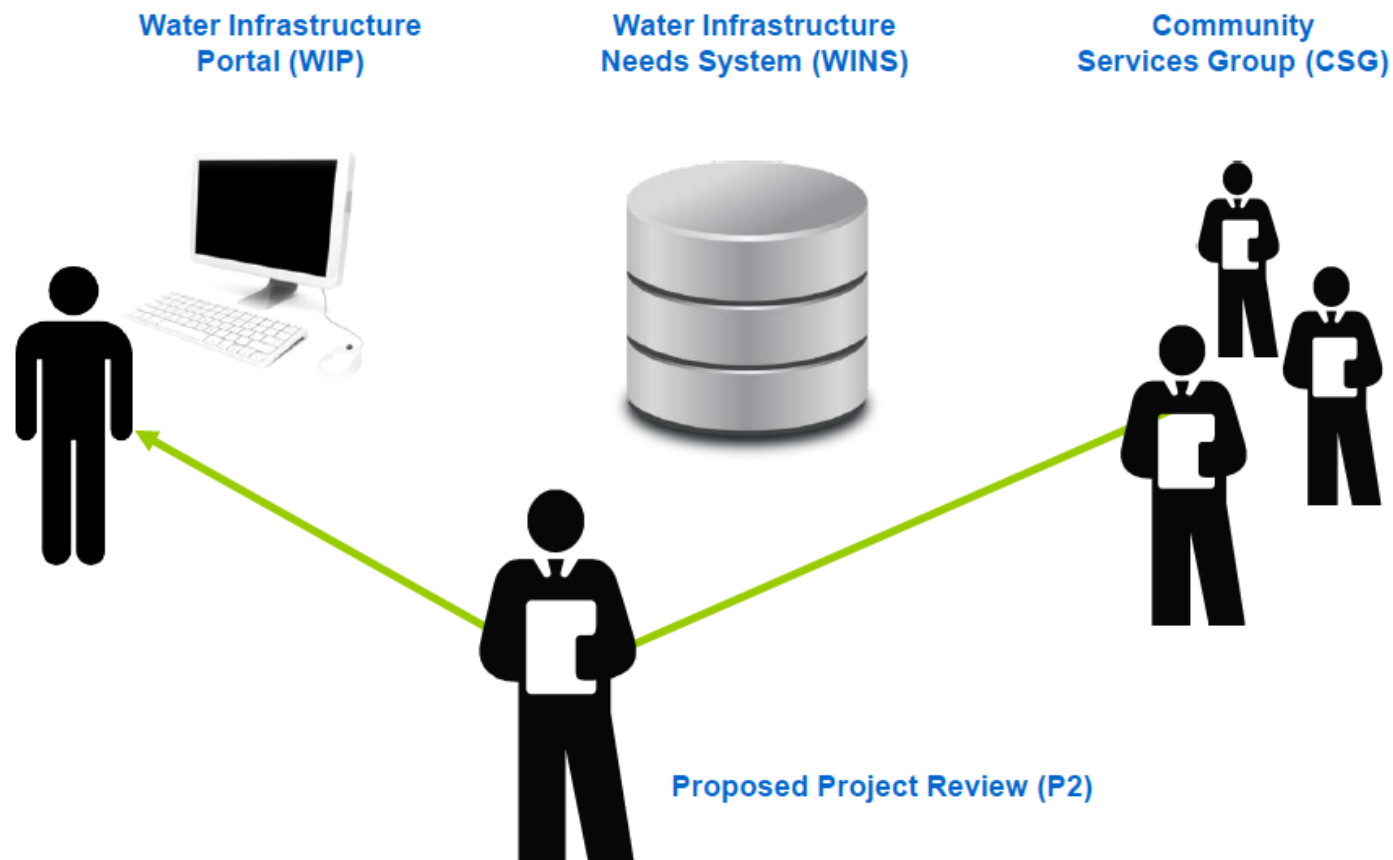 Water Infrastructure
Portal (WIP)
Water Infrastructure
Needs System (WINS)
Community
Services Group (CSG)
Proposed Project Review (P2)